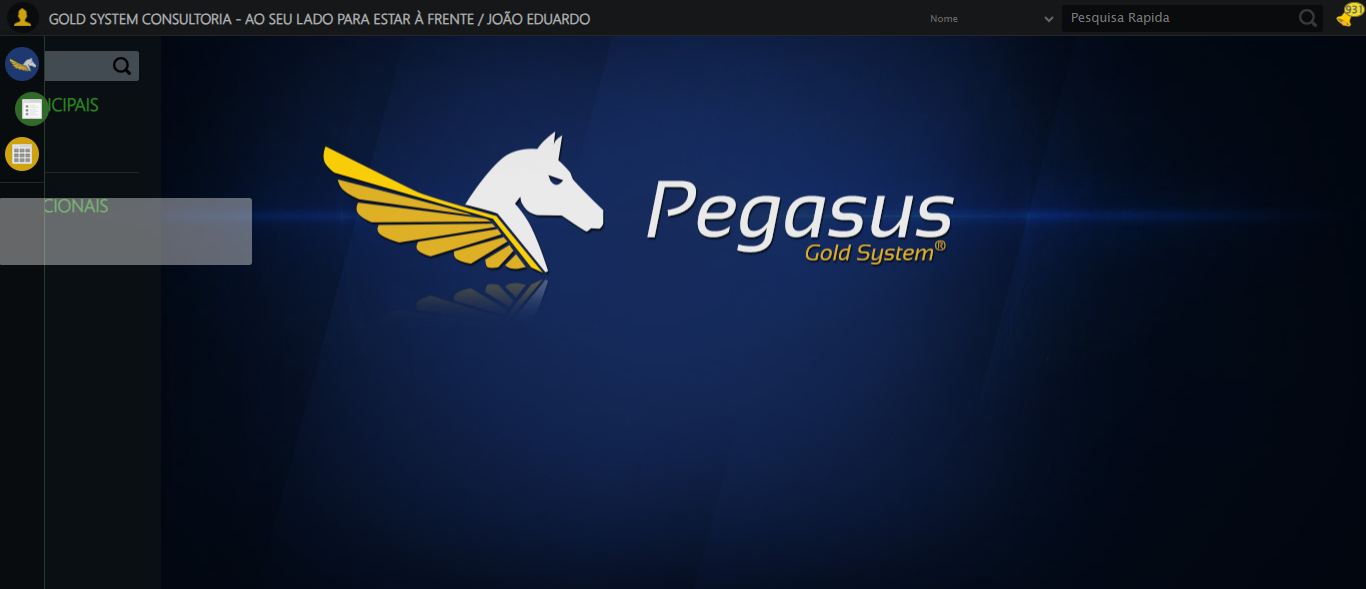 GOLD SYSTEM CONSULTORIA - AO SEU LADO PARA ESTAR À FRENTE / JOÃO EDUARDO
Nome
Pesquisa Rapida
931
NCIPAIS
CIONAIS
Pegasus
Gold System®